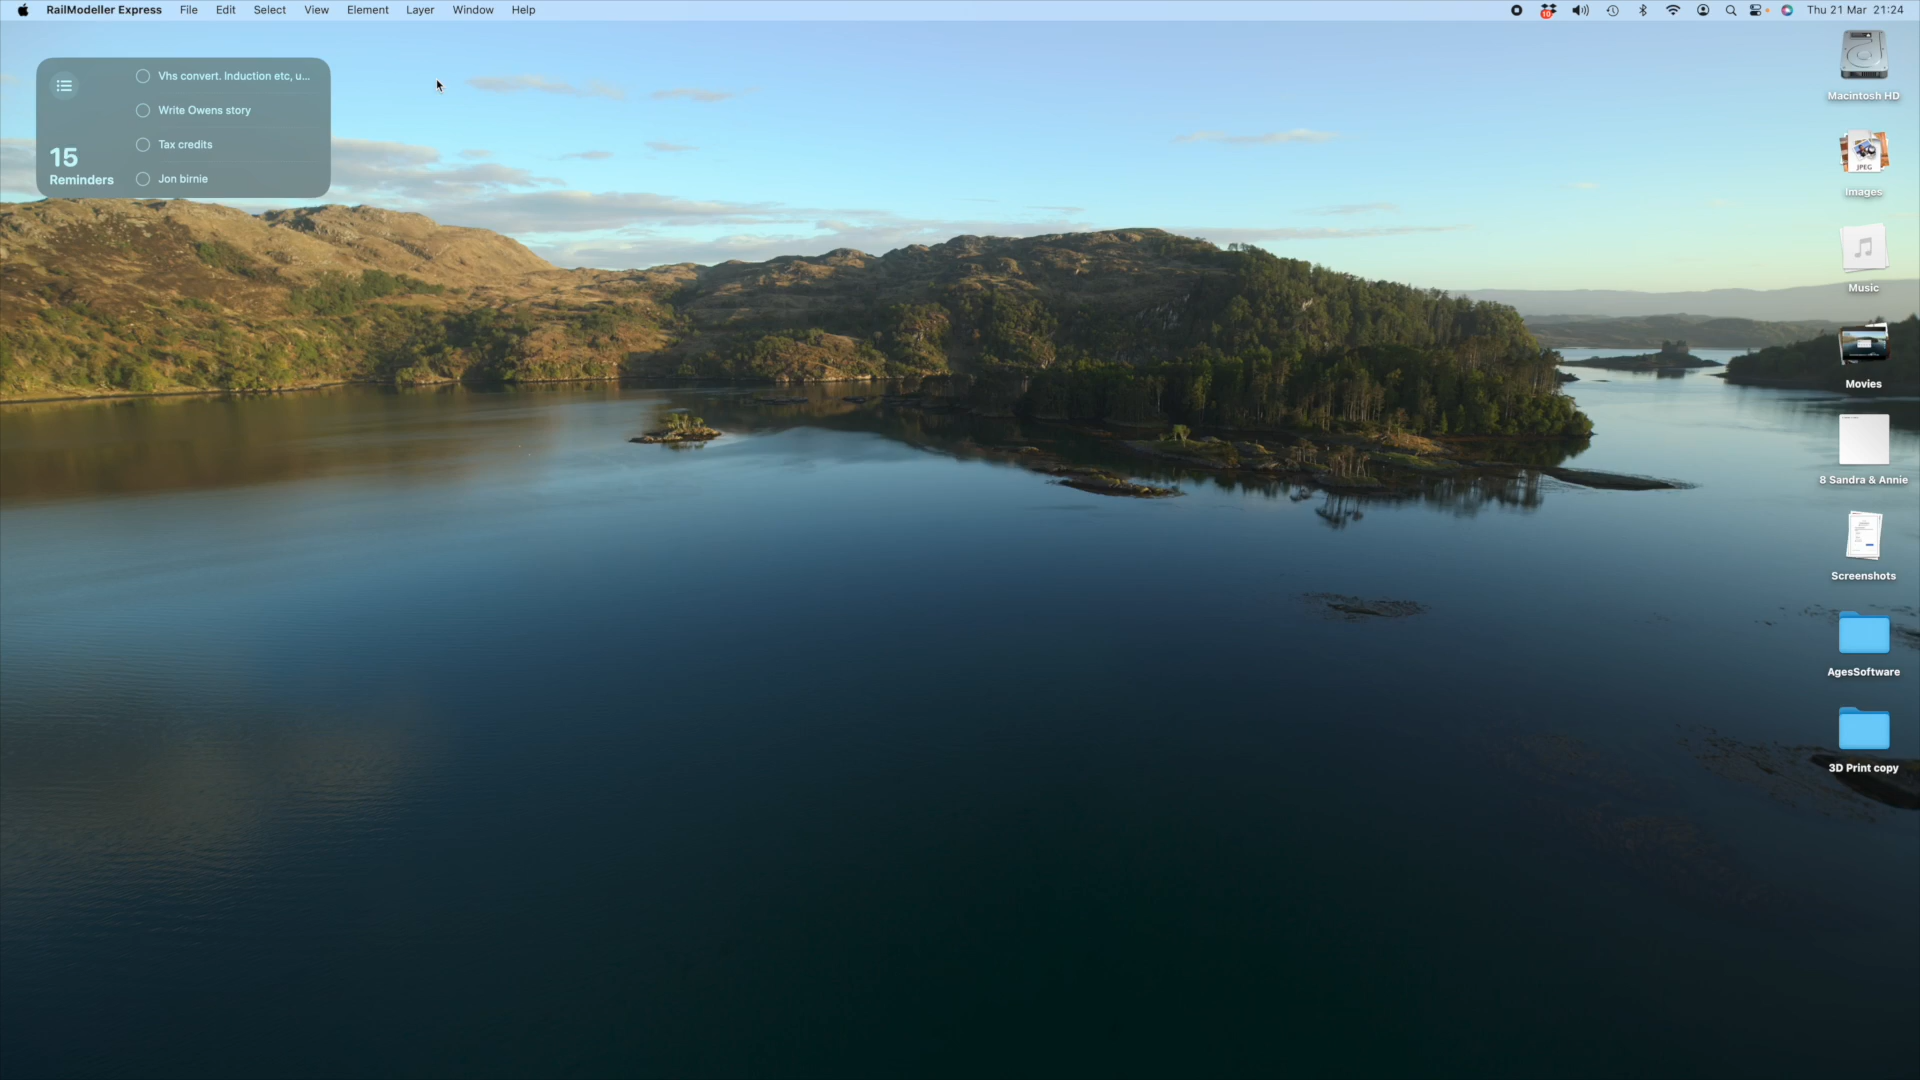 RailModeller Express File Edit Select View Element Layer Window Help
10
Thu 21 Mar 21:24
Vhs convert. Induction etc, u...
Write Owens story
Tax credits
Jon birnie
15
Reminders
Macintosh HD
JPEG
Images
Music
Movies
8 Sandra & Annie
Screenshots
AgesSoftware
3D Print copy